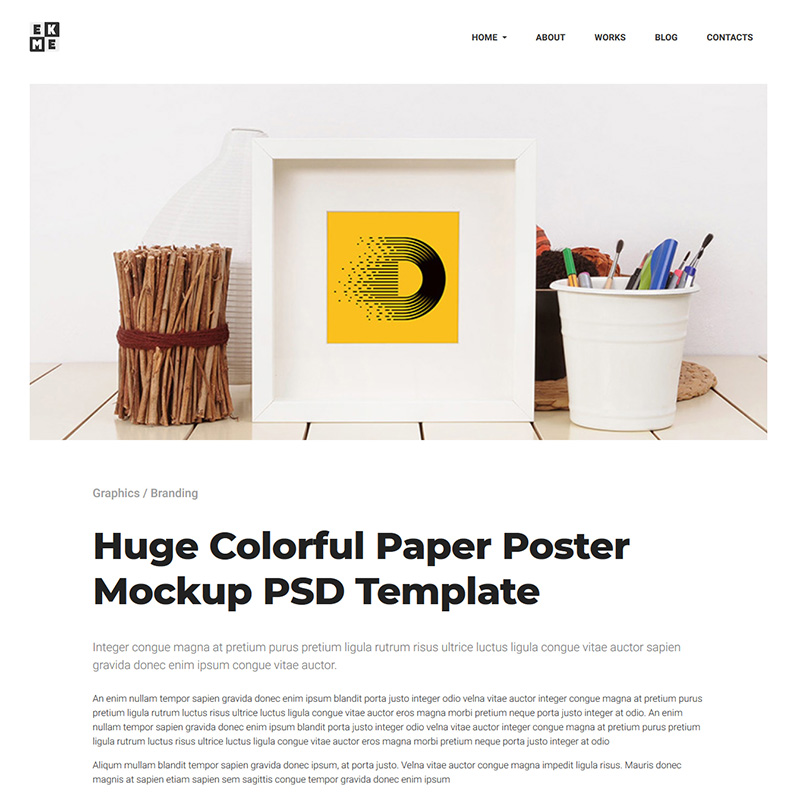 E K
M E
HOME ABOUT WORKS BLOG CONTACTS
Graphics / Branding
Huge Colorful Paper Poster
Mockup PSD Template
Integer congue magna at pretium purus pretium ligula rutrum risus ultrice luctus ligula congue vitae auctor sapien
gravida donec enim ipsum congue vitae auctor.
An enim nullam tempor sapien gravida donec enim ipsum blandit porta justo integer odio velna vitae auctor integer congue magna at pretium purus
pretium ligula rutrum luctus risus ultrice luctus ligula congue vitae auctor eros magna morbi pretium neque porta justo integer at odio. An enim
nullam tempor sapien gravida donec enim ipsum blandit porta justo integer odio velna vitae auctor integer congue magna at pretium purus pretium
ligula rutrum luctus risus ultrice luctus ligula congue vitae auctor eros magna morbi pretium neque porta justo integer at odio
Aliqum mullam blandit tempor sapien gravida donec ipsum, at porta justo. Velna vitae auctor congue magna impedit ligula risus. Mauris donec
magnis at sapien etiam sapien sem sagittis congue tempor gravida donec enim ipsum